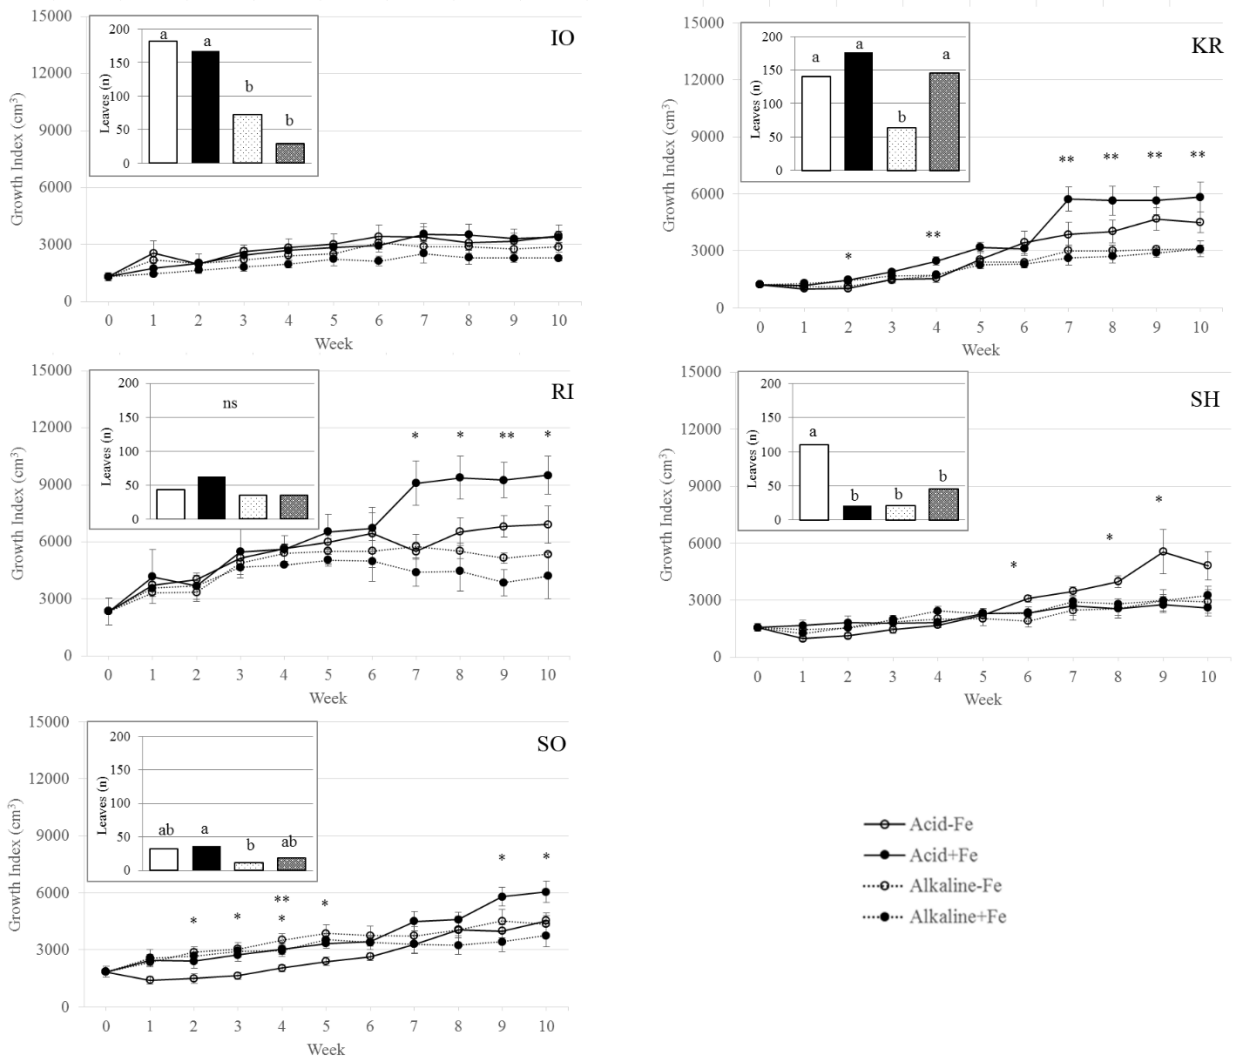 IO
Growth Index (cm³)
15000
12000
9000
6000
3000
0
Leaves (n)
200
150
100
50
0
a
a
b
b
0 1 2 3 4 5 6 7 8 9 10
Week
KR
Growth Index (cm³)
15000
12000
9000
6000
3000
0
Leaves (n)
200
150
100
50
0
a
a
b
a
** ** ** **
**
*
0 1 2 3 4 5 6 7 8 9 10
Week
RI
Growth Index (cm³)
15000
12000
9000
6000
3000
0
Leaves (n)
200
150
100
50
0
ns
* * ** *
0 1 2 3 4 5 6 7 8 9 10
Week
SH
Growth Index (cm³)
15000
12000
9000
6000
3000
0
Leaves (n)
200
150
100
50
0
a
b
b
b
*
*
*
0 1 2 3 4 5 6 7 8 9 10
Week
SO
Growth Index (cm³)
15000
12000
9000
6000
3000
0
Leaves (n)
200
150
100
50
0
ab
a
b
ab
* *
**
* * * *
0 1 2 3 4 5 6 7 8 9 10
Week
Acid-Fe
Acid+Fe
Alkaline-Fe
Alkaline+Fe